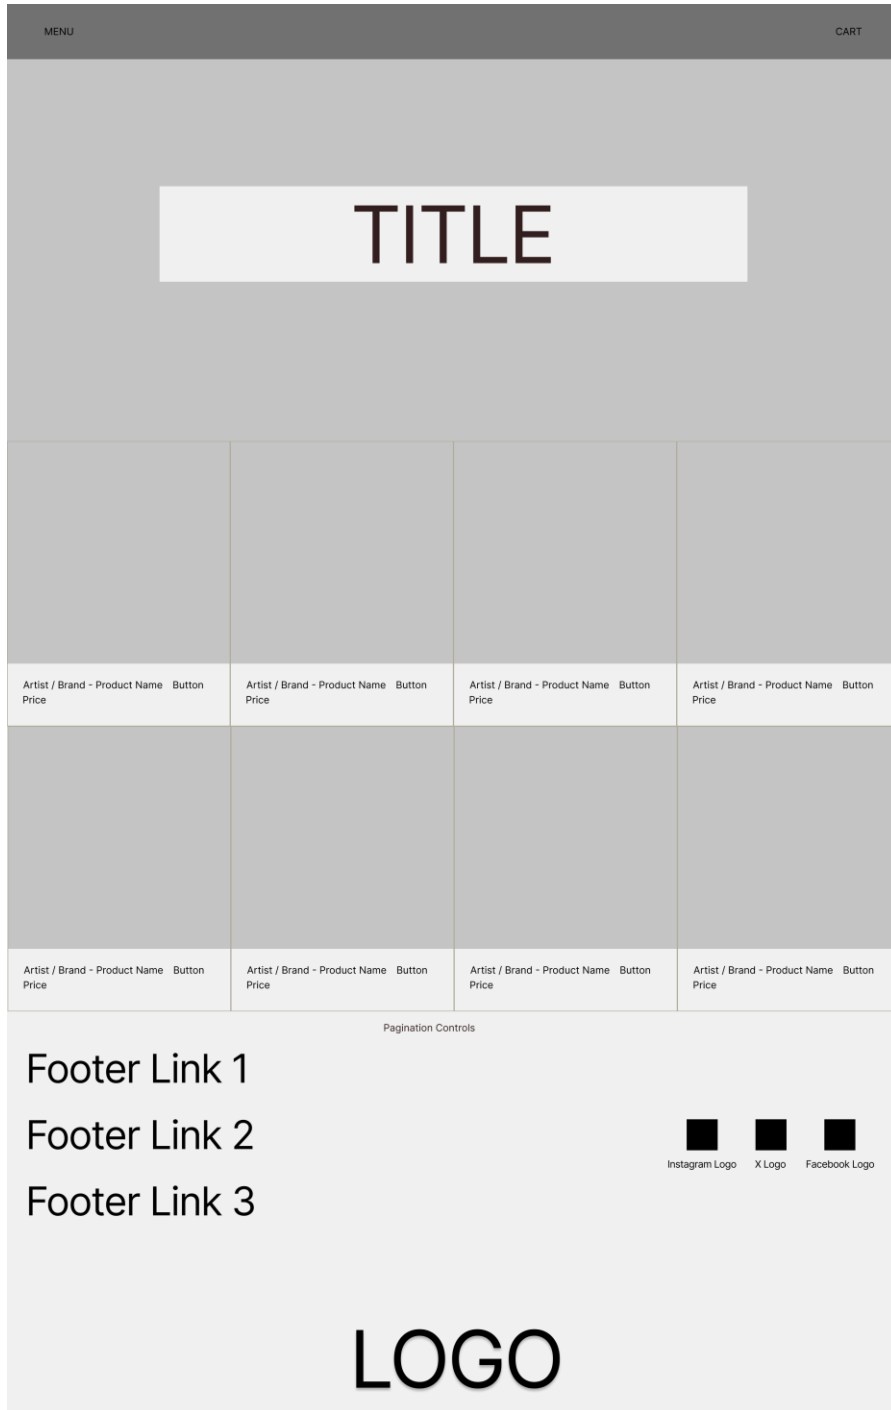 MENU
CART
TITLE
Artist / Brand - Product Name Button
Price
Artist / Brand - Product Name Button
Price
Artist / Brand - Product Name Button
Price
Artist / Brand - Product Name Button
Price
Artist / Brand - Product Name Button
Price
Artist / Brand - Product Name Button
Price
Artist / Brand - Product Name Button
Price
Artist / Brand - Product Name Button
Price
Pagination Controls
Footer Link 1
Footer Link 2
Footer Link 3
Instagram Logo
X Logo
Facebook Logo
LOGO